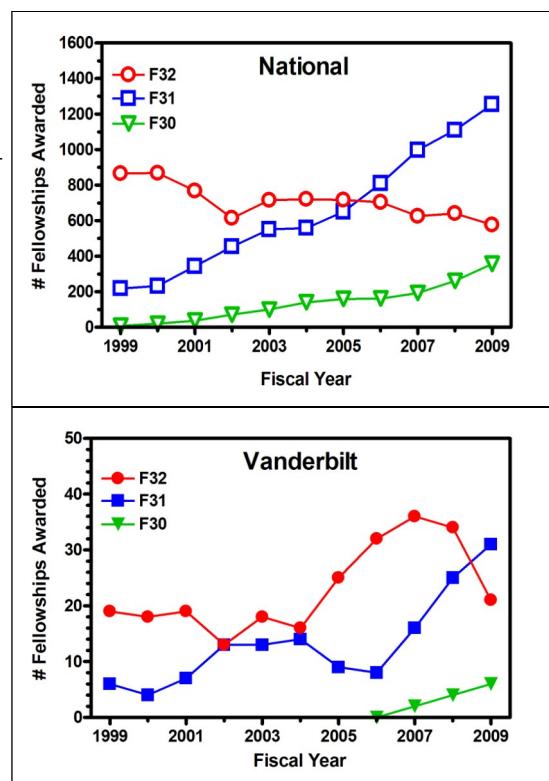 National
F32
F31
F30
1600
1400
1200
1000
800
600
400
200
0
# Fellowships Awarded
1999 2001 2003 2005 2007 2009
Fiscal Year
Vanderbilt
F32
F31
F30
50
40
30
20
10
0
# Fellowships Awarded
1999 2001 2003 2005 2007 2009
Fiscal Year